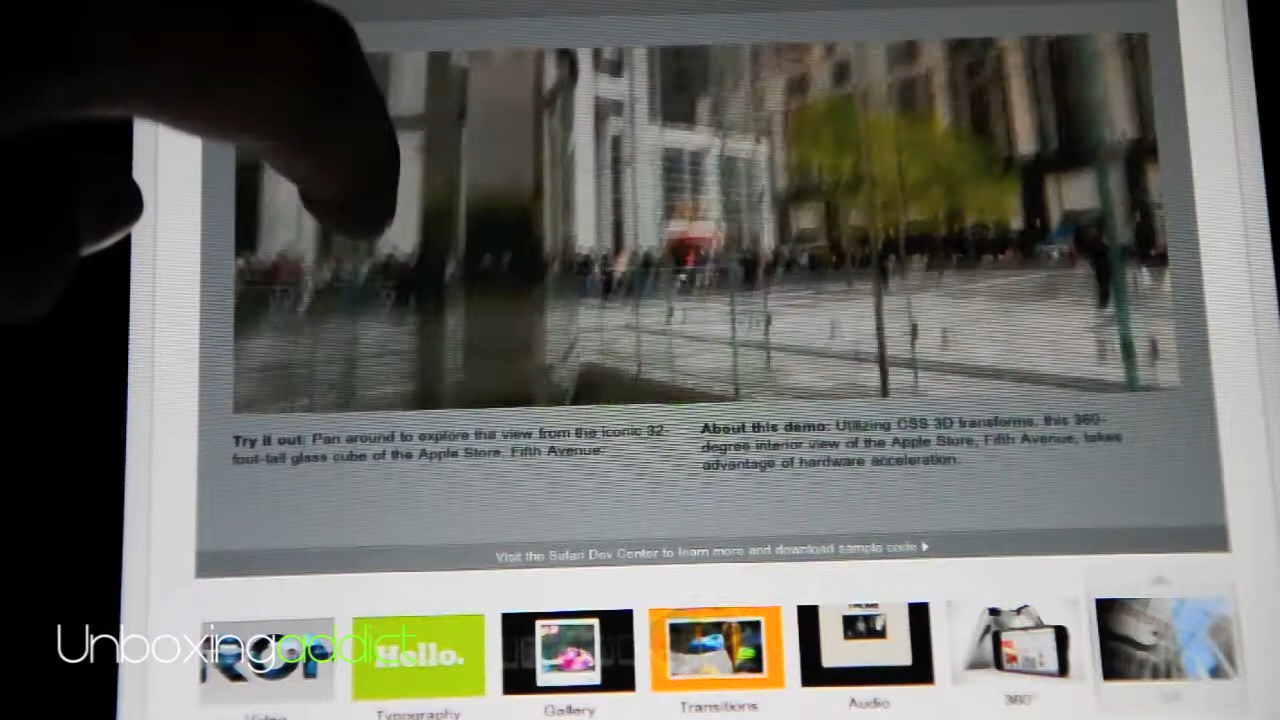 Try it out: Pan around to explore the view from the iconic 32-
foot-tall glass cube of the Apple Store, Fifth Avenue.
About this demo: Utilizing CSS 3D transforms, this 360-
degree interior view of the Apple Store, Fifth Avenue, takes
advantage of hardware acceleration.
Visit the Safari Dev Center to learn more and download sample code
Unboxingaddict
Hello.
Video
Typography
Gallery
Transitions
Audio
360°